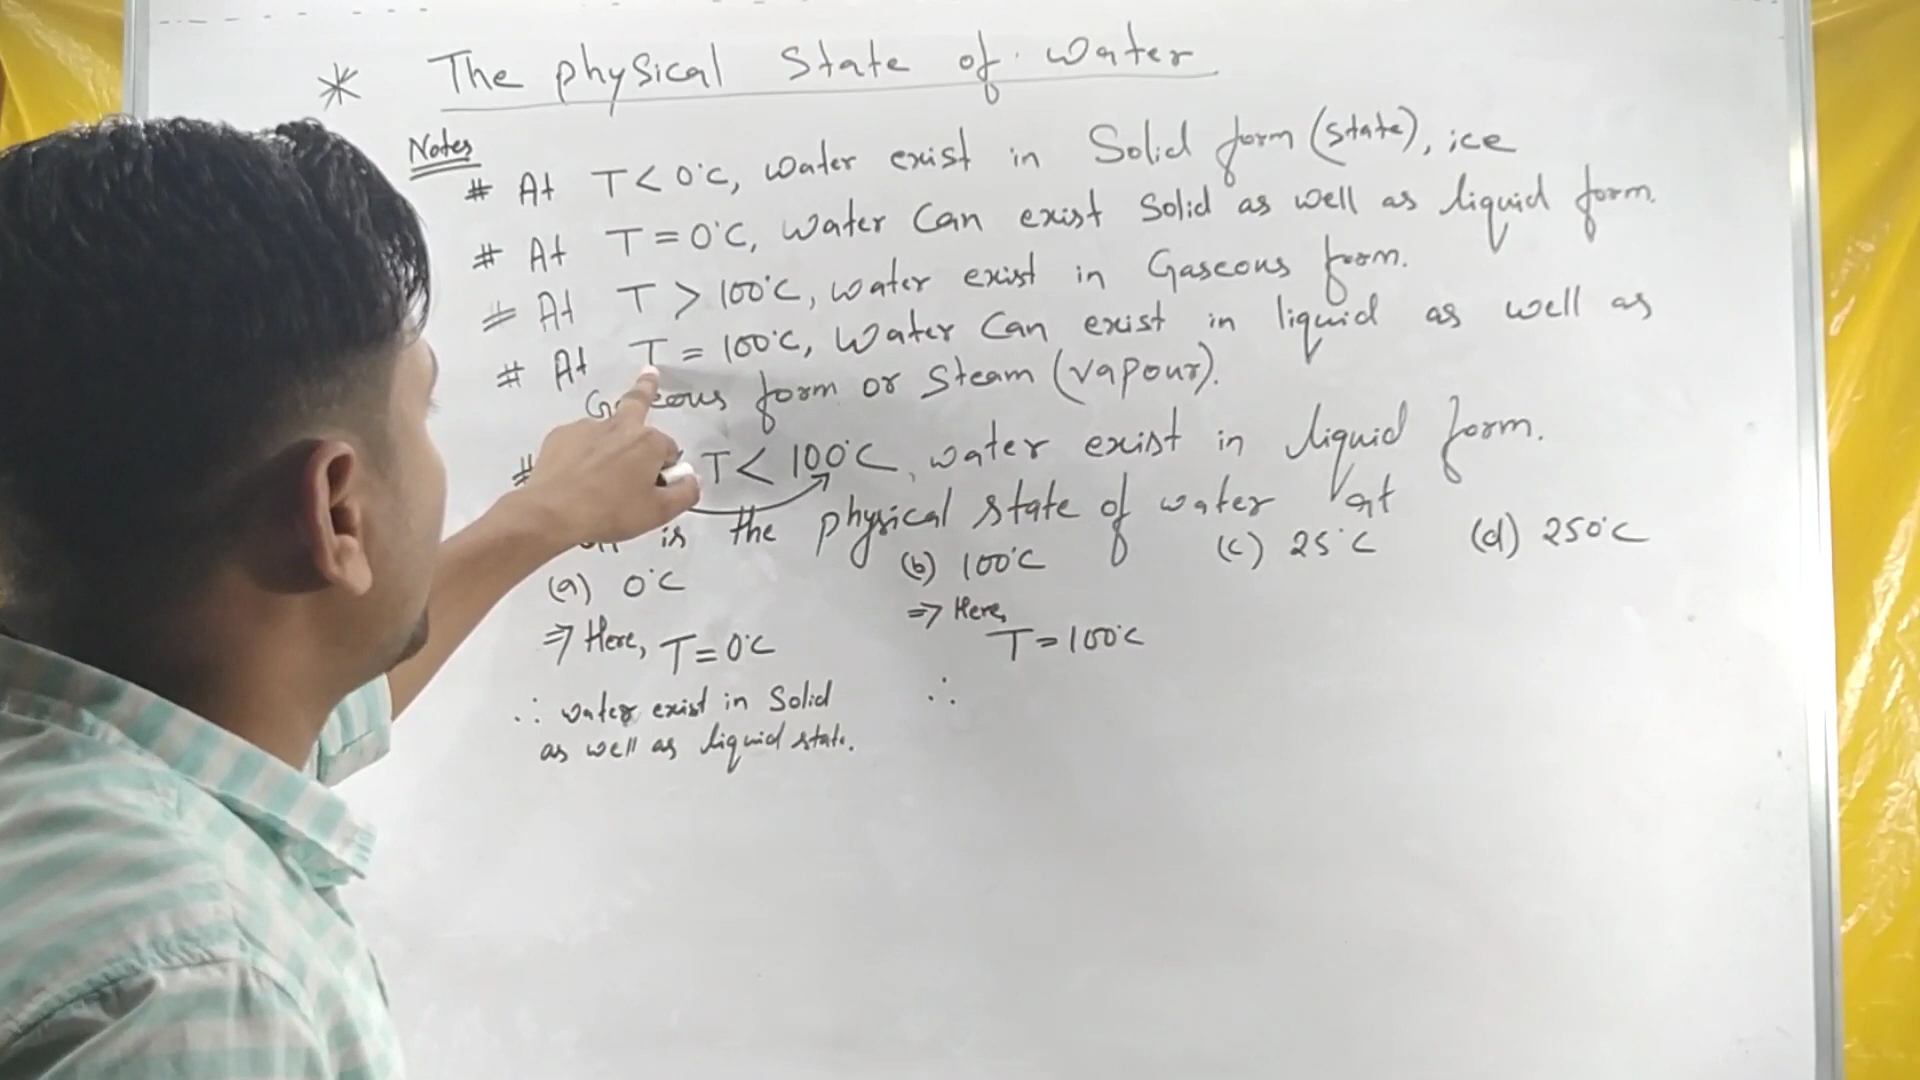 * The physical State of water
Notes
# At T < 0°C, water exist in Solid form (state), ice
# At T = 0°C, water Can exist Solid as well as liquid form.
# At T > 100°C, water exist in Gaseous form.
# At T = 100°C, Water Can exist in liquid as well as
Gaseous form or Steam (vapour).
# T < 100°C, water exist in liquid form.
is the physical state of water at
(a) 0°C (b) 100°C (c) 25°C (d) 250°C
⇒ Here, T = 0°C
∴ water exist in Solid
as well as liquid state.
⇒ Here,
T = 100°C
∴